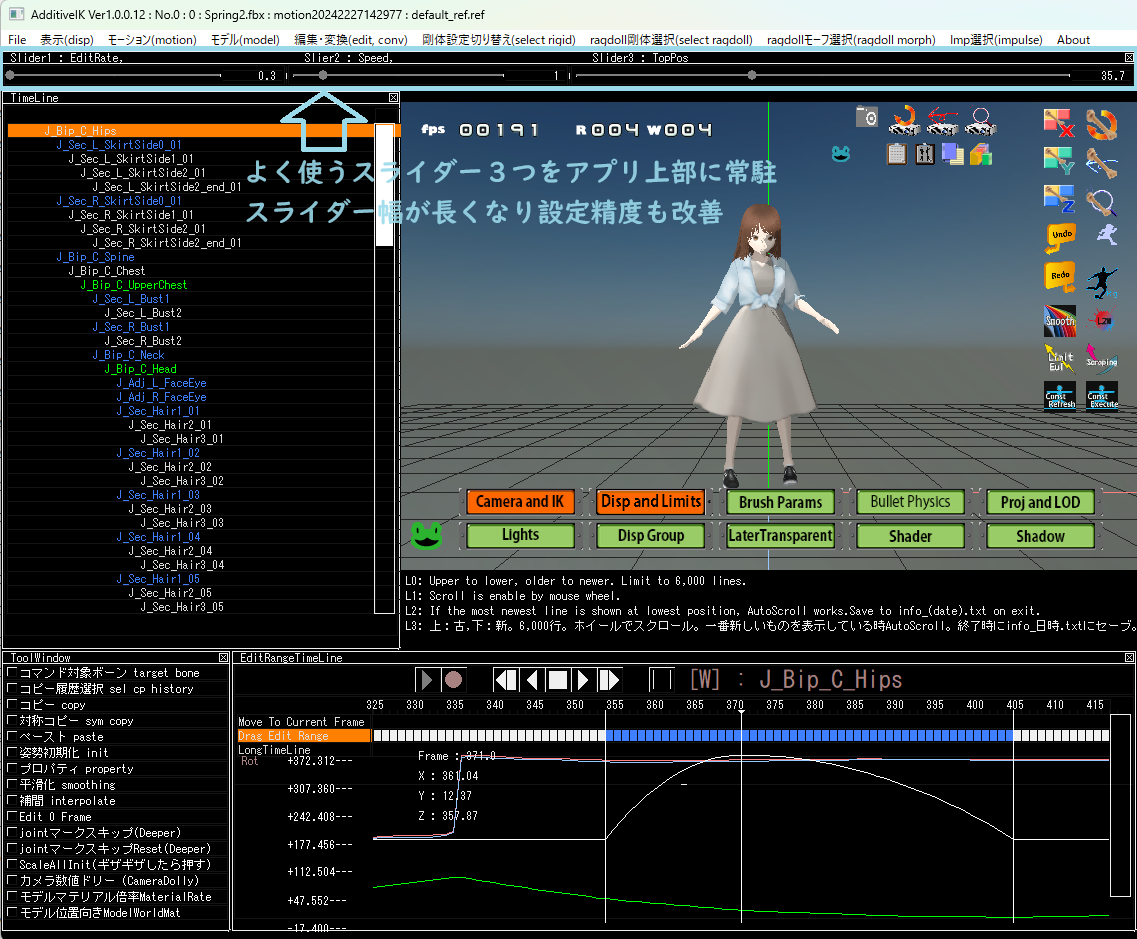 AdditiveIK Ver1.0.0.12 : No.0 : 0 : Spring2.fbx : motion20242227142977 : default_ref.ref
File 表示(disp) モーション(motion) モデル(model) 編集・変換(edit, conv) 剛体設定切り替え(select rigid) ragdoll剛体選択(select ragdoll) ragdollモーフ選択(ragdoll morph) Imp選択(impulse) About
Slider1 : EditRate, Slier2 : Speed, Slider3 : TopPos
0.3 1 35.7
TimeLine
J_Bip_C_Hips
J_Sec_L_SkirtSide0_01
J_Sec_L_SkirtSide1_01
J_Sec_L_SkirtSide2_01
J_Sec_L_SkirtSide2_end_01
J_Sec_R_SkirtSide0_01
J_Sec_R_SkirtSide1_01
J_Sec_R_SkirtSide2_01
J_Sec_R_SkirtSide2_end_01
J_Bip_C_Spine
J_Bip_C_Chest
J_Bip_C_UpperChest
J_Sec_L_Bust1
J_Sec_L_Bust2
J_Sec_R_Bust1
J_Sec_R_Bust2
J_Bip_C_Neck
J_Bip_C_Head
J_Adj_L_FaceEye
J_Adj_R_FaceEye
J_Sec_Hair1_01
J_Sec_Hair2_01
J_Sec_Hair3_01
J_Sec_Hair1_02
J_Sec_Hair2_02
J_Sec_Hair3_02
J_Sec_Hair1_03
J_Sec_Hair2_03
J_Sec_Hair3_03
J_Sec_Hair1_04
J_Sec_Hair2_04
J_Sec_Hair3_04
J_Sec_Hair1_05
J_Sec_Hair2_05
J_Sec_Hair3_05
よく使うスライダー３つをアプリ上部に常駐
スライダー幅が長くなり設定精度も改善
fps 00191 R004 W004
X
Y
Z
Undo
Redo
Smooth
Limit
Eul
Scraping
Const
Refresh
Const
Execute
Camera and IK
Disp and Limits
Brush Params
Bullet Physics
Proj and LOD
Lights
Disp Group
LaterTransparent
Shader
Shadow
L0: Upper to lower, older to newer. Limit to 6,000 lines.
L1: Scroll is enable by mouse wheel.
L2: If the most newest line is shown at lowest position, AutoScroll works.Save to info_(date).txt on exit.
L3: 上：古,下：新。6,000行。ホイールでスクロール。一番新しいものを表示している時AutoScroll。終了時にinfo_日時.txtにセーブ。
ToolWindow
コマンド対象ボーン target bone
コピー履歴選択 sel cp history
コピー copy
対称コピー sym copy
ペースト paste
姿勢初期化 init
プロパティ property
平滑化 smoothing
補間 interpolate
Edit 0 Frame
jointマークスキップ(Deeper)
jointマークスキップReset(Deeper)
ScaleAllInit(ギザギザしたら押す)
カメラ数値ドリー (CameraDolly)
モデルマテリアル倍率MaterialRate
モデル位置向きModelWorldMat
EditRangeTimeLine
[W] : J_Bip_C_Hips
325 330 335 340 345 350 355 360 365 370 375 380 385 390 395 400 405 410 415
Move To Current Frame
Drag Edit Range
LongTimeLine
Rot
+372.312---
+307.360---
+242.408---
+177.456---
+112.504---
+47.552---
-17.400---
Frame : 371.0
X : 361.04
Y : 12.37
Z : 357.87